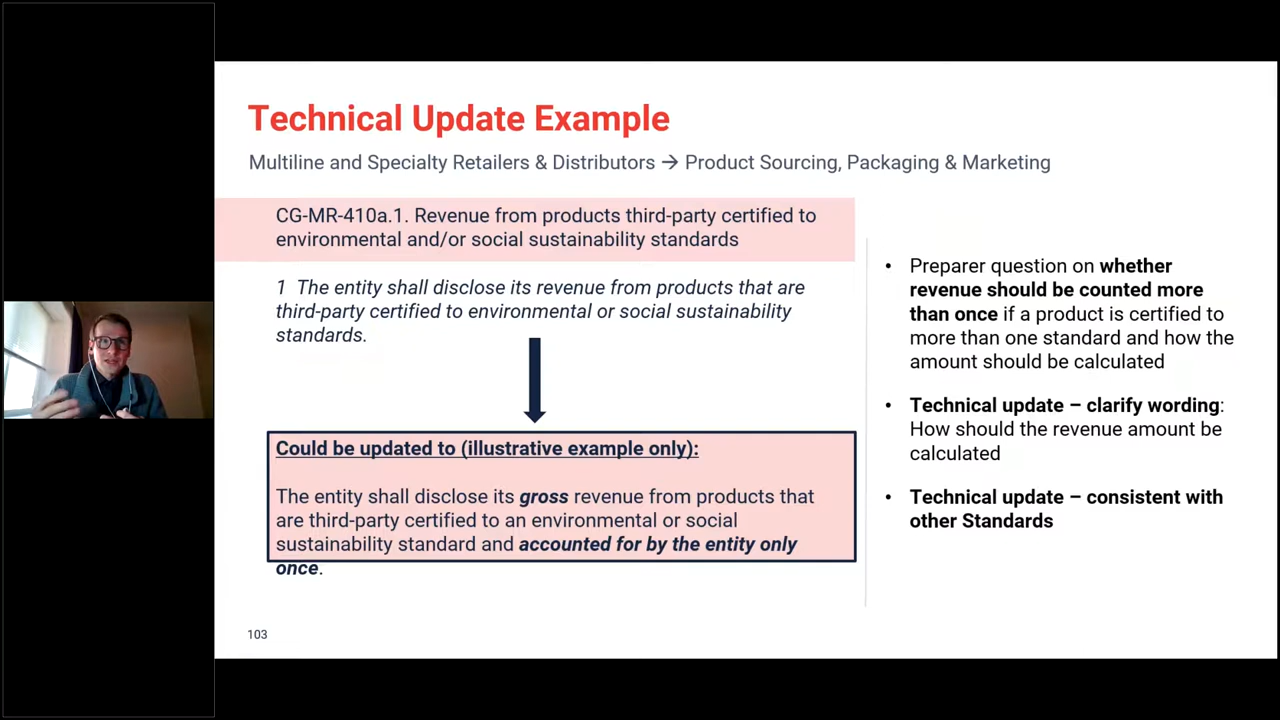 Technical Update Example
Multiline and Specialty Retailers & Distributors → Product Sourcing, Packaging & Marketing
CG-MR-410a.1. Revenue from products third-party certified to
environmental and/or social sustainability standards
1 The entity shall disclose its revenue from products that are
third-party certified to environmental or social sustainability
standards.
Could be updated to (illustrative example only):
The entity shall disclose its gross revenue from products that
are third-party certified to an environmental or social
sustainability standard and accounted for by the entity only
once.
• Preparer question on whether
revenue should be counted more
than once if a product is certified to
more than one standard and how the
amount should be calculated
• Technical update – clarify wording:
How should the revenue amount be
calculated
• Technical update – consistent with
other Standards
103